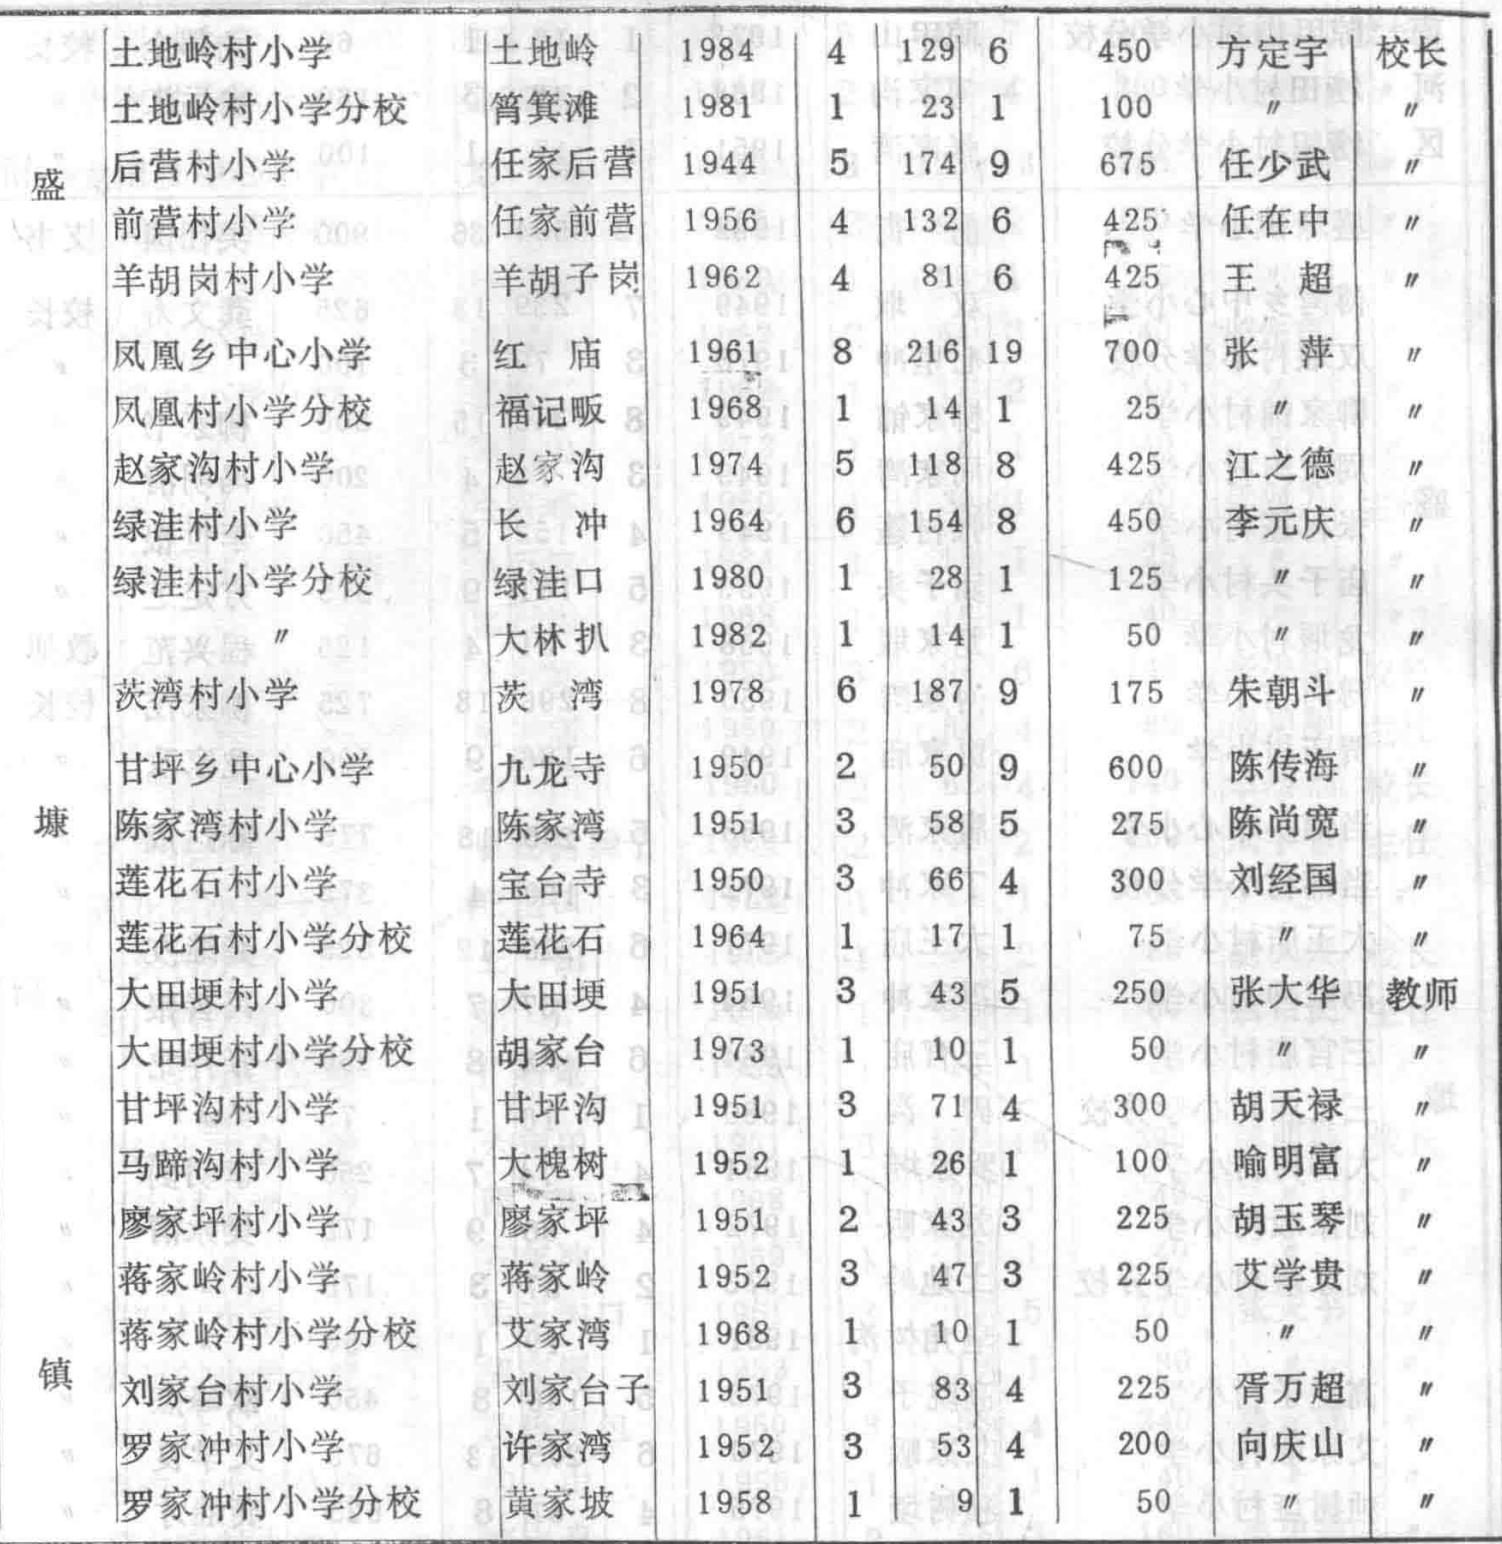 土地岭村小学 土地岭 1984 4 129 6 450 方定宇 校长
土地岭村小学分校 筲箕滩 1981 1 23 1 100 〃 〃
后营村小学 任家后营 1944 5 174 9 675 任少武 〃
盛
前营村小学 任家前营 1956 4 132 6 425 任在中 〃
羊胡岗村小学 羊胡子岗 1962 4 81 6 425 王 超 〃
凤凰乡中心小学 红 庙 1961 8 216 19 700 张 萍 〃
凤凰村小学分校 福记畈 1968 1 14 1 25 〃 〃
赵家沟村小学 赵家沟 1974 5 118 8 425 江之德 〃
绿洼村小学 长 冲 1964 6 154 8 450 李元庆 〃
绿洼村小学分校 绿洼口 1980 1 28 1 125 〃 〃
〃 大林扒 1982 1 14 1 50 〃 〃
茨湾村小学 茨 湾 1978 6 187 9 175 朱朝斗 〃
甘坪乡中心小学 九龙寺 1950 2 50 9 600 陈传海 〃
塘 陈家湾村小学 陈家湾 1951 3 58 5 275 陈尚宽 〃
莲花石村小学 宝台寺 1950 3 66 4 300 刘经国 〃
莲花石村小学分校 莲花石 1964 1 17 1 75 〃 〃
大田埂村小学 大田埂 1951 3 43 5 250 张大华 教师
大田埂村小学分校 胡家台 1973 1 10 1 50 〃 〃
甘坪沟村小学 甘坪沟 1951 3 71 4 300 胡天禄 〃
马蹄沟村小学 大槐树 1952 1 26 1 100 喻明富 〃
廖家坪村小学 廖家坪 1951 2 43 3 225 胡玉琴 〃
蒋家岭村小学 蒋家岭 1952 3 47 3 225 艾学贵 〃
蒋家岭村小学分校 艾家湾 1968 1 10 1 50 〃 〃
镇 刘家台村小学 刘家台子 1951 3 83 4 225 胥万超 〃
罗家冲村小学 许家湾 1952 3 53 4 200 向庆山 〃
罗家冲村小学分校 黄家坡 1958 1 9 1 50 〃 〃